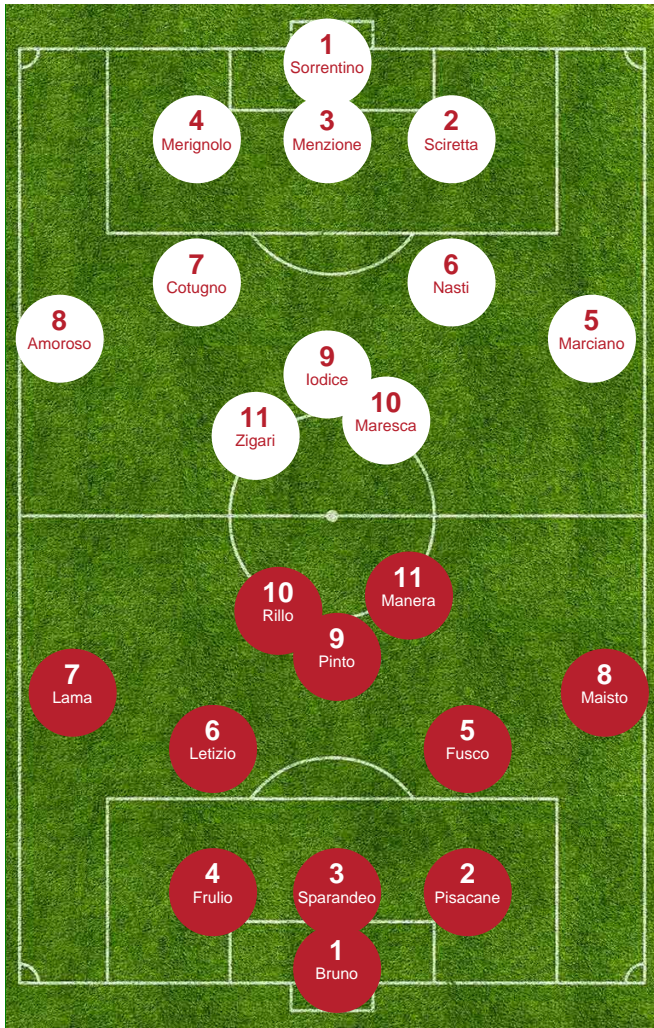 1
Sorrentino
4
Merignolo
3
Menzione
2
Sciretta
7
Cotugno
6
Nasti
8
Amoroso
5
Marciano
9
Iodice
10
Maresca
11
Zigari
11
Manera
10
Rillo
9
Pinto
7
Lama
8
Maisto
6
Letizio
5
Fusco
4
Frulio
3
Sparandeo
2
Pisacane
1
Bruno